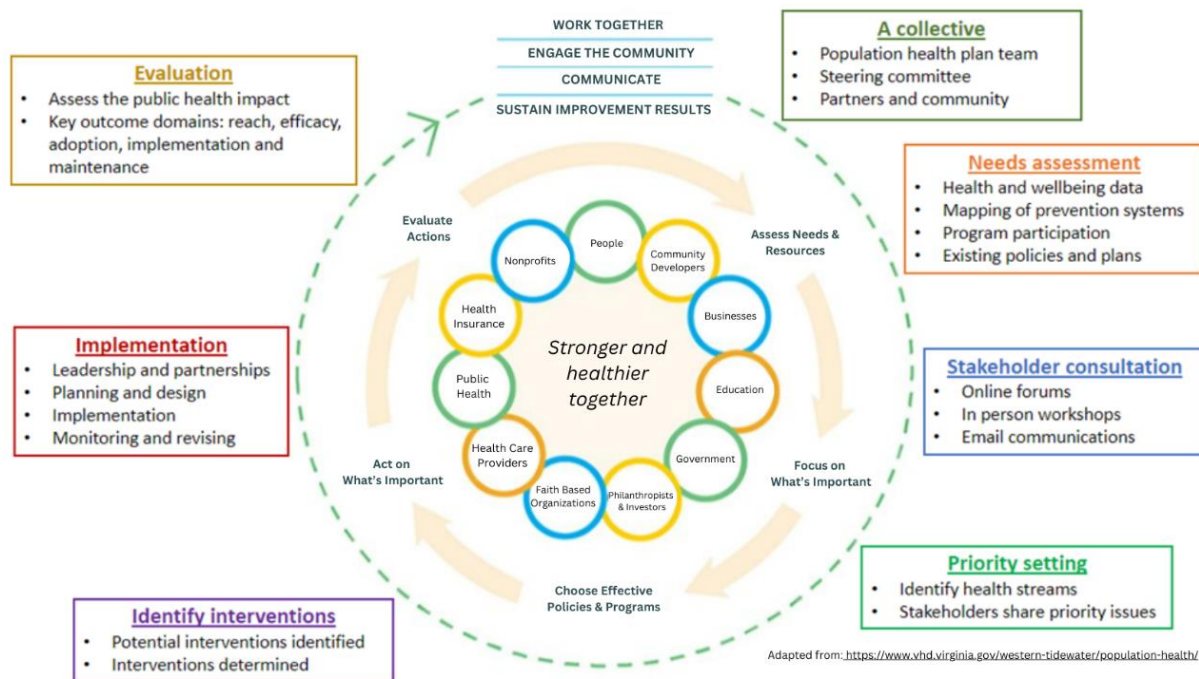 WORK TOGETHER
ENGAGE THE COMMUNITY
COMMUNICATE
SUSTAIN IMPROVEMENT RESULTS
A collective
• Population health plan team
• Steering committee
• Partners and community
Evaluation
• Assess the public health impact
• Key outcome domains: reach, efficacy,
adoption, implementation and
maintenance
Needs assessment
• Health and wellbeing data
• Mapping of prevention systems
• Program participation
• Existing policies and plans
Evaluate
Actions
Assess Needs &
Resources
People
Nonprofits
Community
Developers
Health
Insurance
Businesses
Stronger and
healthier
together
Public
Health
Education
Health Care
Providers
Government
Faith Based
Organizations
Philanthropists
& Investors
Implementation
• Leadership and partnerships
• Planning and design
• Implementation
• Monitoring and revising
Stakeholder consultation
• Online forums
• In person workshops
• Email communications
Act on
What's Important
Focus on
What's Important
Choose Effective
Policies & Programs
Priority setting
• Identify health streams
• Stakeholders share priority issues
Identify interventions
• Potential interventions identified
• Interventions determined
Adapted from: https://www.vhd.virginia.gov/western-tidewater/population-health/